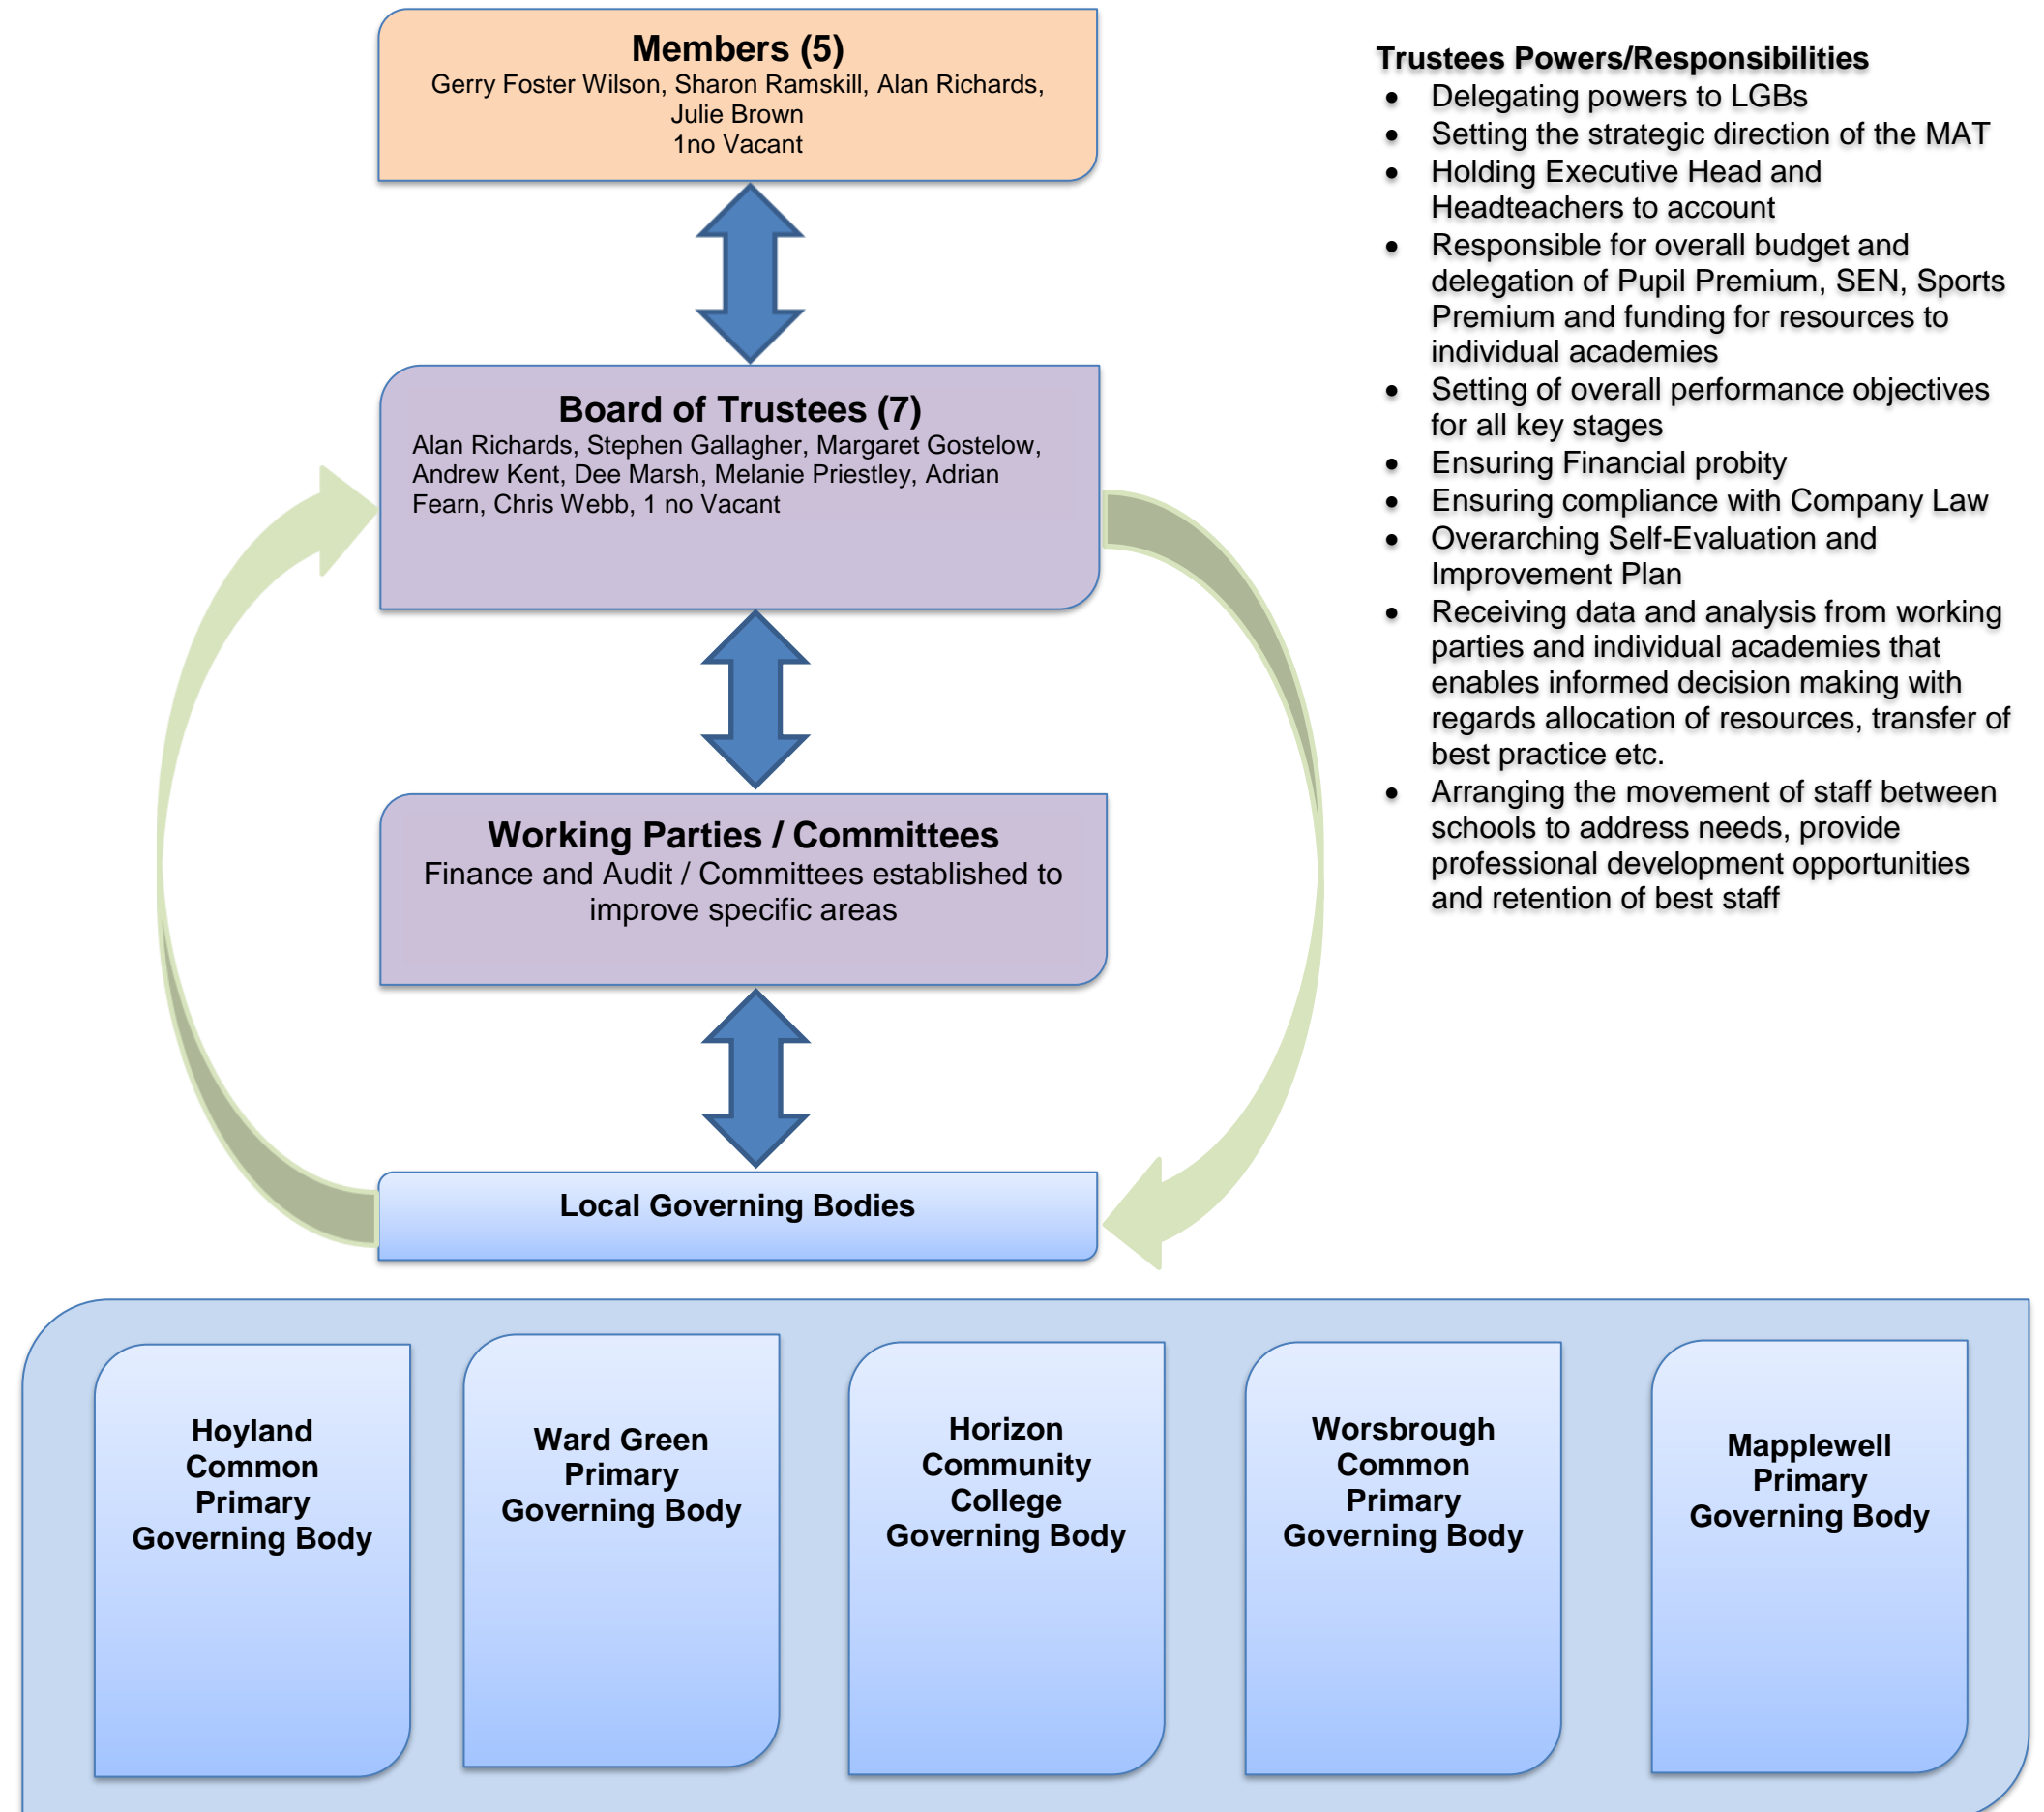 Members (5)
Gerry Foster Wilson, Sharon Ramskill, Alan Richards,
Julie Brown
1no Vacant
Board of Trustees (7)
Alan Richards, Stephen Gallagher, Margaret Gostelow,
Andrew Kent, Dee Marsh, Melanie Priestley, Adrian
Fearn, Chris Webb, 1 no Vacant
Working Parties / Committees
Finance and Audit / Committees established to
improve specific areas
Local Governing Bodies
Trustees Powers/Responsibilities
• Delegating powers to LGBs
• Setting the strategic direction of the MAT
• Holding Executive Head and
Headteachers to account
• Responsible for overall budget and
delegation of Pupil Premium, SEN, Sports
Premium and funding for resources to
individual academies
• Setting of overall performance objectives
for all key stages
• Ensuring Financial probity
• Ensuring compliance with Company Law
• Overarching Self-Evaluation and
Improvement Plan
• Receiving data and analysis from working
parties and individual academies that
enables informed decision making with
regards allocation of resources, transfer of
best practice etc.
• Arranging the movement of staff between
schools to address needs, provide
professional development opportunities
and retention of best staff
Hoyland
Common
Primary
Governing Body
Ward Green
Primary
Governing Body
Horizon
Community
College
Governing Body
Worsbrough
Common
Primary
Governing Body
Mapplewell
Primary
Governing Body